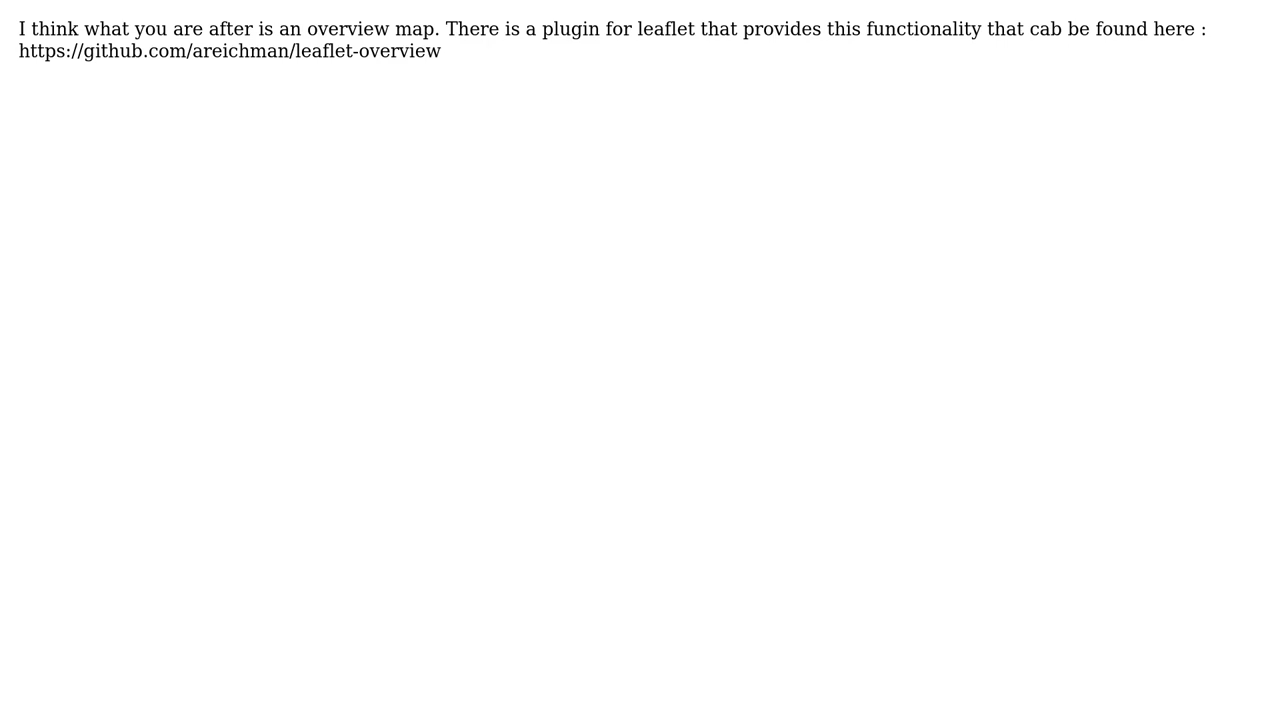 I think what you are after is an overview map. There is a plugin for leaflet that provides this functionality that cab be found here :
https://github.com/areichman/leaflet-overview